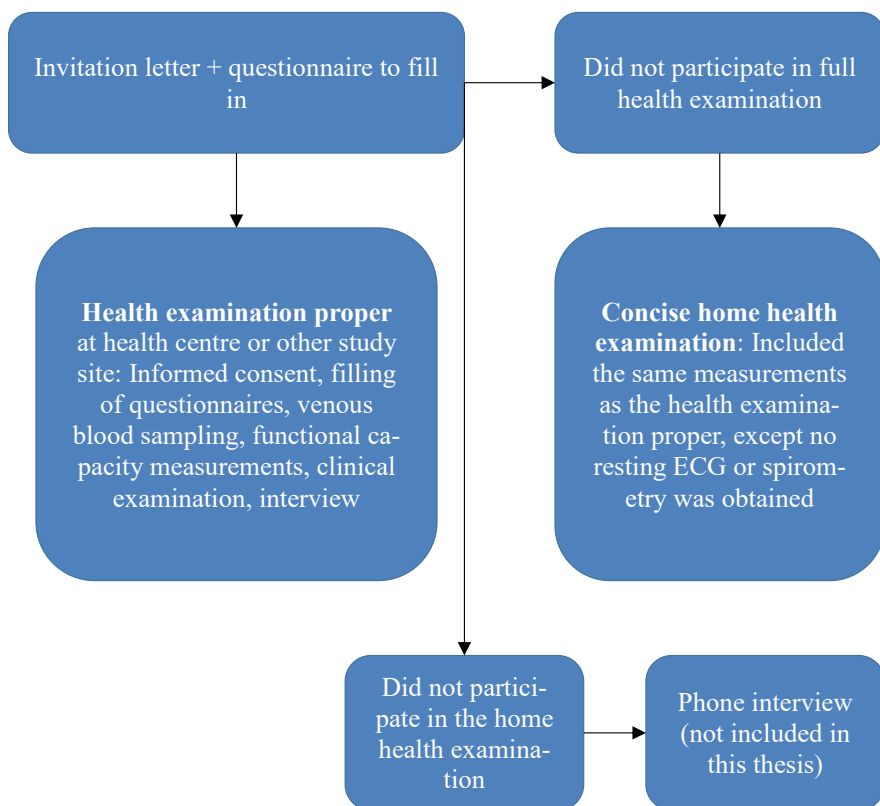 Invitation letter + questionnaire to fill
in
Did not participate in full
health examination
Health examination proper
at health centre or other study
site: Informed consent, filling
of questionnaires, venous
blood sampling, functional ca-
pacity measurements, clinical
examination, interview
Concise home health
examination: Included
the same measurements
as the health examina-
tion proper, except no
resting ECG or spirom-
etry was obtained
Did not partici-
pate in the home
health examina-
tion
Phone interview
(not included in
this thesis)